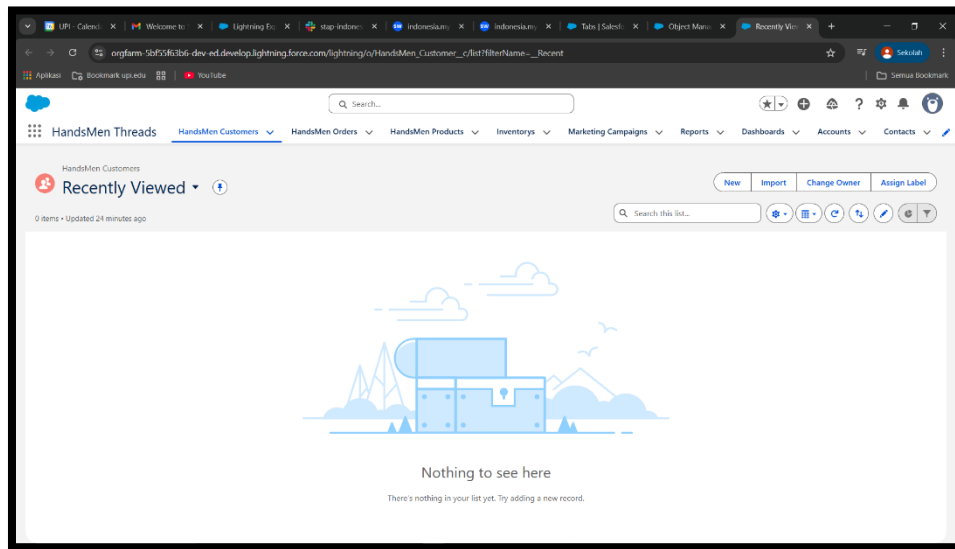 UPI - Calend
Welcome to
Lightning Exp
stap-indones
indonesia.my
indonesia.my
Tabs | Salesfo
Object Mana
Recently Vie
orgfarm-5bf55f63b6-dev-ed.develop.lightning.force.com/lightning/o/HandsMen_Customer__c/list?filterName=__Recent
Sekolah
Aplikasi
Bookmark upi.edu
YouTube
Semua Bookmark
Search...
HandsMen Threads
HandsMen Customers
HandsMen Orders
HandsMen Products
Inventorys
Marketing Campaigns
Reports
Dashboards
Accounts
Contacts
HandsMen Customers
Recently Viewed
New
Import
Change Owner
Assign Label
0 items • Updated 24 minutes ago
Search this list...
Nothing to see here
There's nothing in your list yet. Try adding a new record.